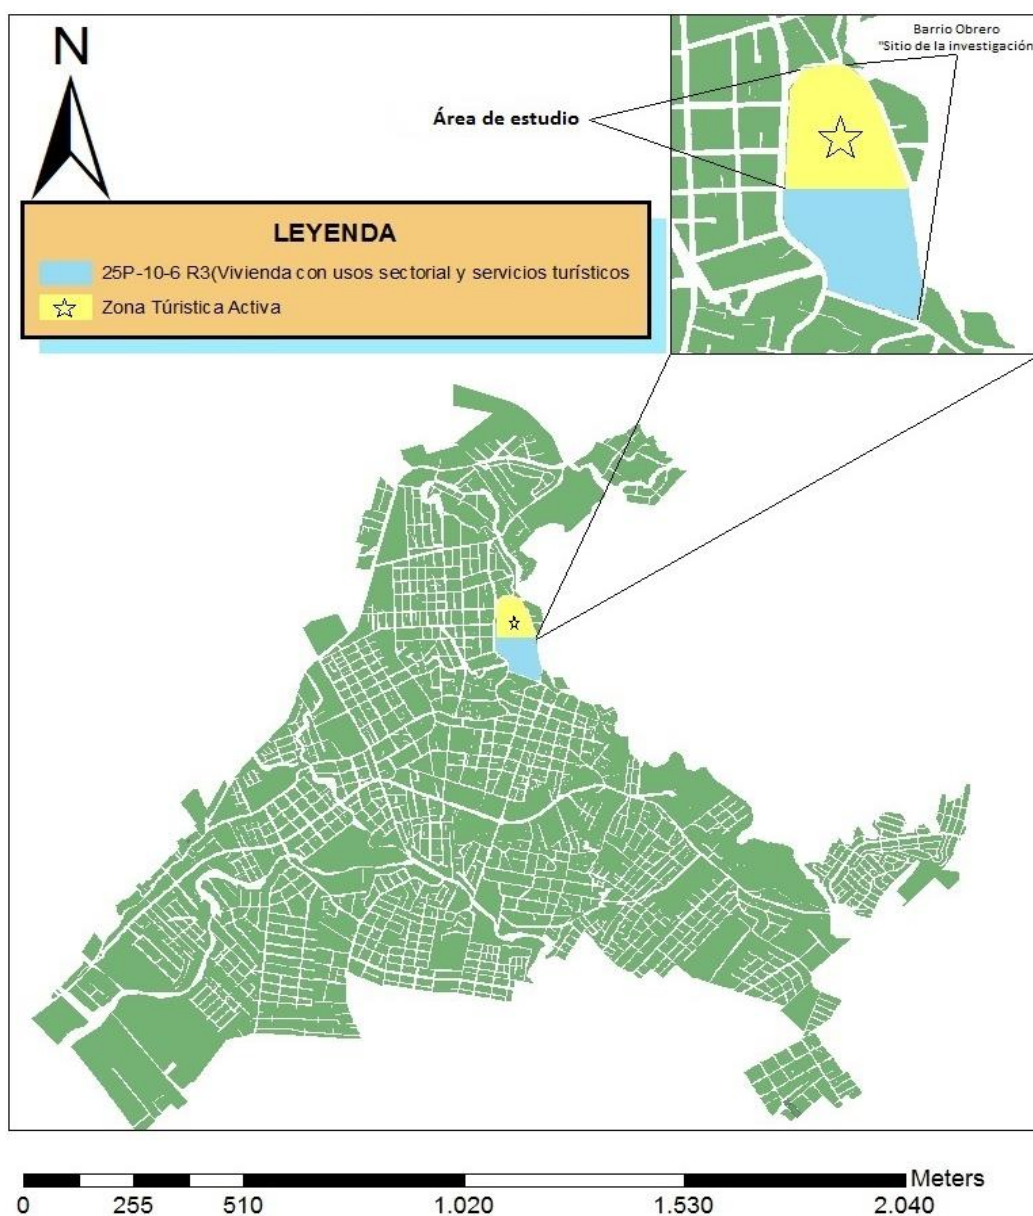 N
Barrio Obrero
"Sitio de la investigación
Área de estudio
LEYENDA
25P-10-6 R3(Vivienda con usos sectorial y servicios turísticos
Zona Túristica Activa
Meters
0 255 510 1.020 1.530 2.040